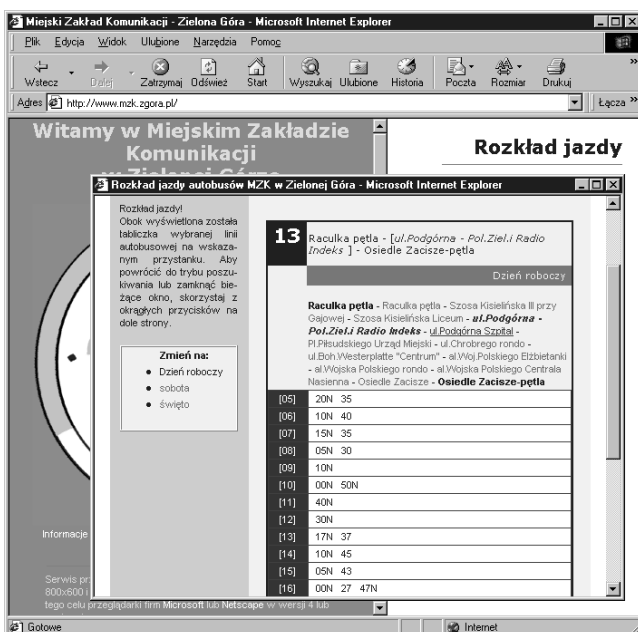 Miejski Zakład Komunikacji - Zielona Góra - Microsoft Internet Explorer
Plik Edycja Widok Ulubione Narzędzia Pomoc
Wstecz Dalej Zatrzymaj Odśwież Start Wyszukaj Ulubione Historia Poczta Rozmiar Drukuj
Adres http://www.mzk.zgora.pl/ Łącza
Witamy w Miejskim Zakładzie
Komunikacji
w Zielonej Górze
Rozkład jazdy
Rozkład jazdy autobusów MZK w Zielonej Góra - Microsoft Internet Explorer
Rozkład jazdy!
Obok wyświetlona została
tabliczka wybranej linii
autobusowej na wskaza-
nym przystanku. Aby
powrócić do trybu poszu-
kiwania lub zamknąć bie-
żące okno, skorzystaj z
okrągłych przycisków na
dole strony.
Zmień na:
Dzień roboczy
sobota
święto
13 Raculka pętla - [ul.Podgórna - Pol.Ziel.i Radio
Indeks ] - Osiedle Zacisze-pętla
Dzień roboczy
Raculka pętla - Raculka pętla - Szosa Kisielińska II przy
Gajowej - Szosa Kisielińska Liceum - ul.Podgórna -
Pol.Ziel.i Radio Indeks - ul.Podgórna Szpital -
Pl.Piłsudskiego Urząd Miejski - ul.Chrobrego rondo -
ul.Boh.Westerplatte "Centrum" - al.Woj.Polskiego Elżbietanki
- al.Wojska Polskiego rondo - al.Wojska Polskiego Centrala
Nasienna - Osiedle Zacisze - Osiedle Zacisze-pętla
[05] 20N 35
[06] 10N 40
[07] 15N 35
[08] 05N 30
[09] 10N
[10] 00N 50N
[11] 40N
[12] 30N
[13] 17N 37
[14] 10N 45
[15] 05N 43
[16] 00N 27 47N
Informacje
Serwis
800x600 i
tego celu przeglądarki firm Microsoft lub Netscape w wersji 4 lub
Gotowe Internet